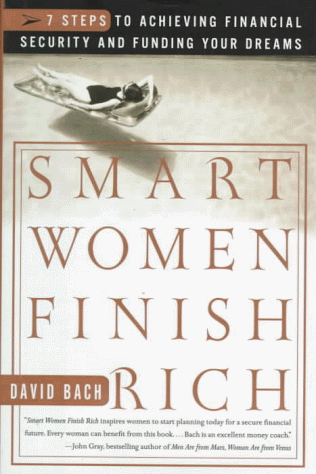 7 STEPS TO ACHIEVING FINANCIAL
SECURITY AND FUNDING YOUR DREAMS
SMART
WOMEN
FINISH
RICH
DAVID BACH
"Smart Women Finish Rich inspires women to start planning today for a secure financial
future. Every woman can benefit from this book. . . . Bach is an excellent money coach."
—John Gray, bestselling author of Men Are from Mars, Women Are from Venus